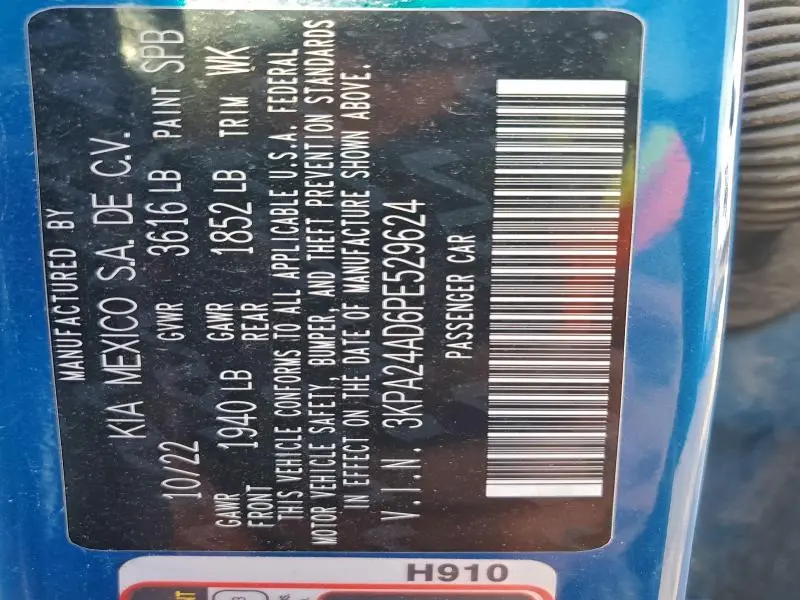 MANUFACTURED BY
KIA MEXICO S.A. DE C.V.
10/22 GVWR 3616 LB PAINT SPB
GAWR FRONT 1940 LB GAWR REAR 1852 LB TRIM WK
THIS VEHICLE CONFORMS TO ALL APPLICABLE U.S.A. FEDERAL
MOTOR VEHICLE SAFETY, BUMPER, AND THEFT PREVENTION STANDARDS
IN EFFECT ON THE DATE OF MANUFACTURE SHOWN ABOVE.
V.I.N. 3KPA24AD6PE529624
PASSENGER CAR
H910